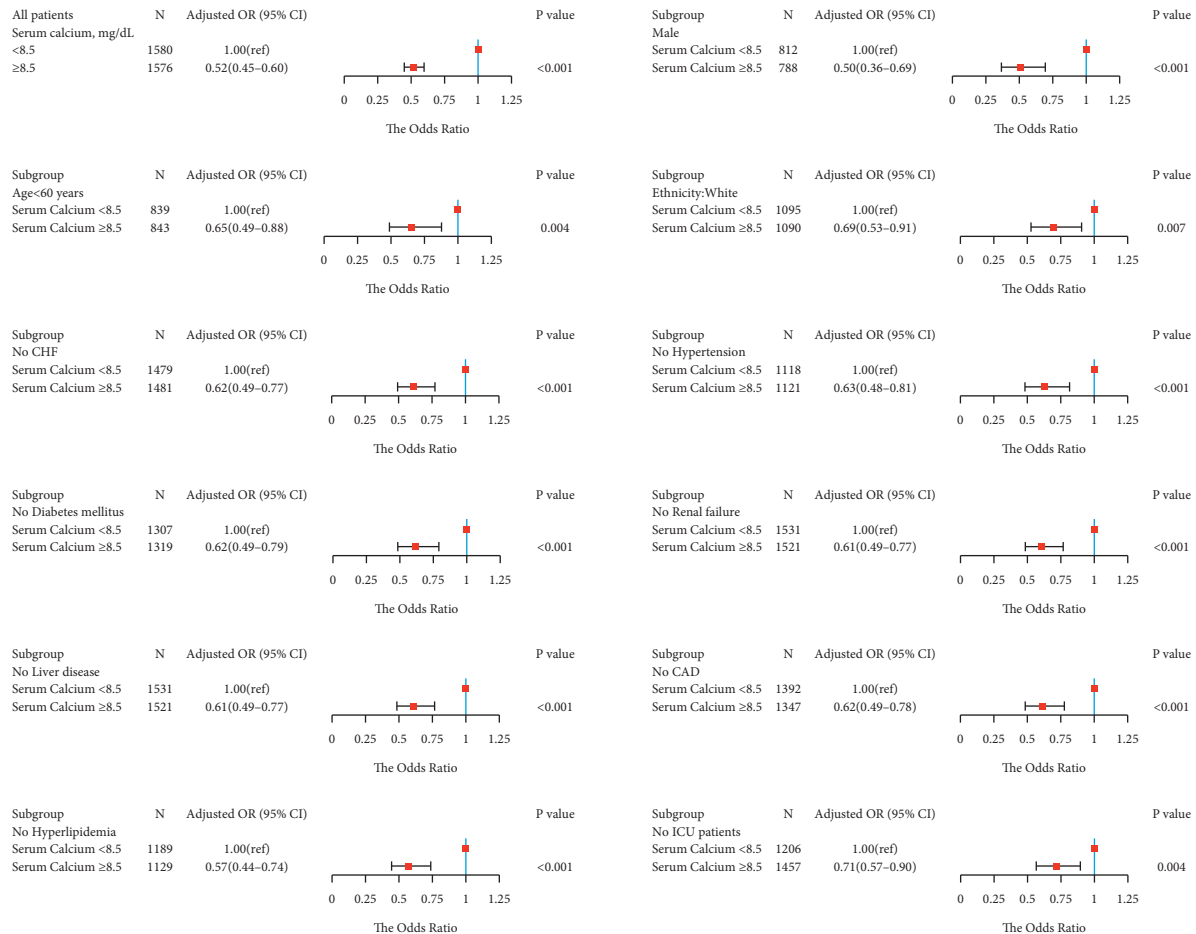 All patients N Adjusted OR (95% CI) P value
Serum calcium, mg/dL
<8.5 1580 1.00(ref)
≥8.5 1576 0.52(0.45–0.60) <0.001
0 0.25 0.5 0.75 1 1.25
The Odds Ratio
Subgroup N Adjusted OR (95% CI) P value
Male
Serum Calcium <8.5 812 1.00(ref)
Serum Calcium ≥8.5 788 0.50(0.36–0.69) <0.001
0 0.25 0.5 0.75 1 1.25
The Odds Ratio
Subgroup N Adjusted OR (95% CI) P value
Age<60 years
Serum Calcium <8.5 839 1.00(ref)
Serum Calcium ≥8.5 843 0.65(0.49–0.88) 0.004
0 0.25 0.5 0.75 1 1.25
The Odds Ratio
Subgroup N Adjusted OR (95% CI) P value
Ethnicity:White
Serum Calcium <8.5 1095 1.00(ref)
Serum Calcium ≥8.5 1090 0.69(0.53–0.91) 0.007
0 0.25 0.5 0.75 1 1.25
The Odds Ratio
Subgroup N Adjusted OR (95% CI) P value
No CHF
Serum Calcium <8.5 1479 1.00(ref)
Serum Calcium ≥8.5 1481 0.62(0.49–0.77) <0.001
0 0.25 0.5 0.75 1 1.25
The Odds Ratio
Subgroup N Adjusted OR (95% CI) P value
No Hypertension
Serum Calcium <8.5 1118 1.00(ref)
Serum Calcium ≥8.5 1121 0.63(0.48–0.81) <0.001
0 0.25 0.5 0.75 1 1.25
The Odds Ratio
Subgroup N Adjusted OR (95% CI) P value
No Diabetes mellitus
Serum Calcium <8.5 1307 1.00(ref)
Serum Calcium ≥8.5 1319 0.62(0.49–0.79) <0.001
0 0.25 0.5 0.75 1 1.25
The Odds Ratio
Subgroup N Adjusted OR (95% CI) P value
No Renal failure
Serum Calcium <8.5 1531 1.00(ref)
Serum Calcium ≥8.5 1521 0.61(0.49–0.77) <0.001
0 0.25 0.5 0.75 1 1.25
The Odds Ratio
Subgroup N Adjusted OR (95% CI) P value
No Liver disease
Serum Calcium <8.5 1531 1.00(ref)
Serum Calcium ≥8.5 1521 0.61(0.49–0.77) <0.001
0 0.25 0.5 0.75 1 1.25
The Odds Ratio
Subgroup N Adjusted OR (95% CI) P value
No CAD
Serum Calcium <8.5 1392 1.00(ref)
Serum Calcium ≥8.5 1347 0.62(0.49–0.78) <0.001
0 0.25 0.5 0.75 1 1.25
The Odds Ratio
Subgroup N Adjusted OR (95% CI) P value
No Hyperlipidemia
Serum Calcium <8.5 1189 1.00(ref)
Serum Calcium ≥8.5 1129 0.57(0.44–0.74) <0.001
0 0.25 0.5 0.75 1 1.25
The Odds Ratio
Subgroup N Adjusted OR (95% CI) P value
No ICU patients
Serum Calcium <8.5 1206 1.00(ref)
Serum Calcium ≥8.5 1457 0.71(0.57–0.90) 0.004
0 0.25 0.5 0.75 1 1.25
The Odds Ratio